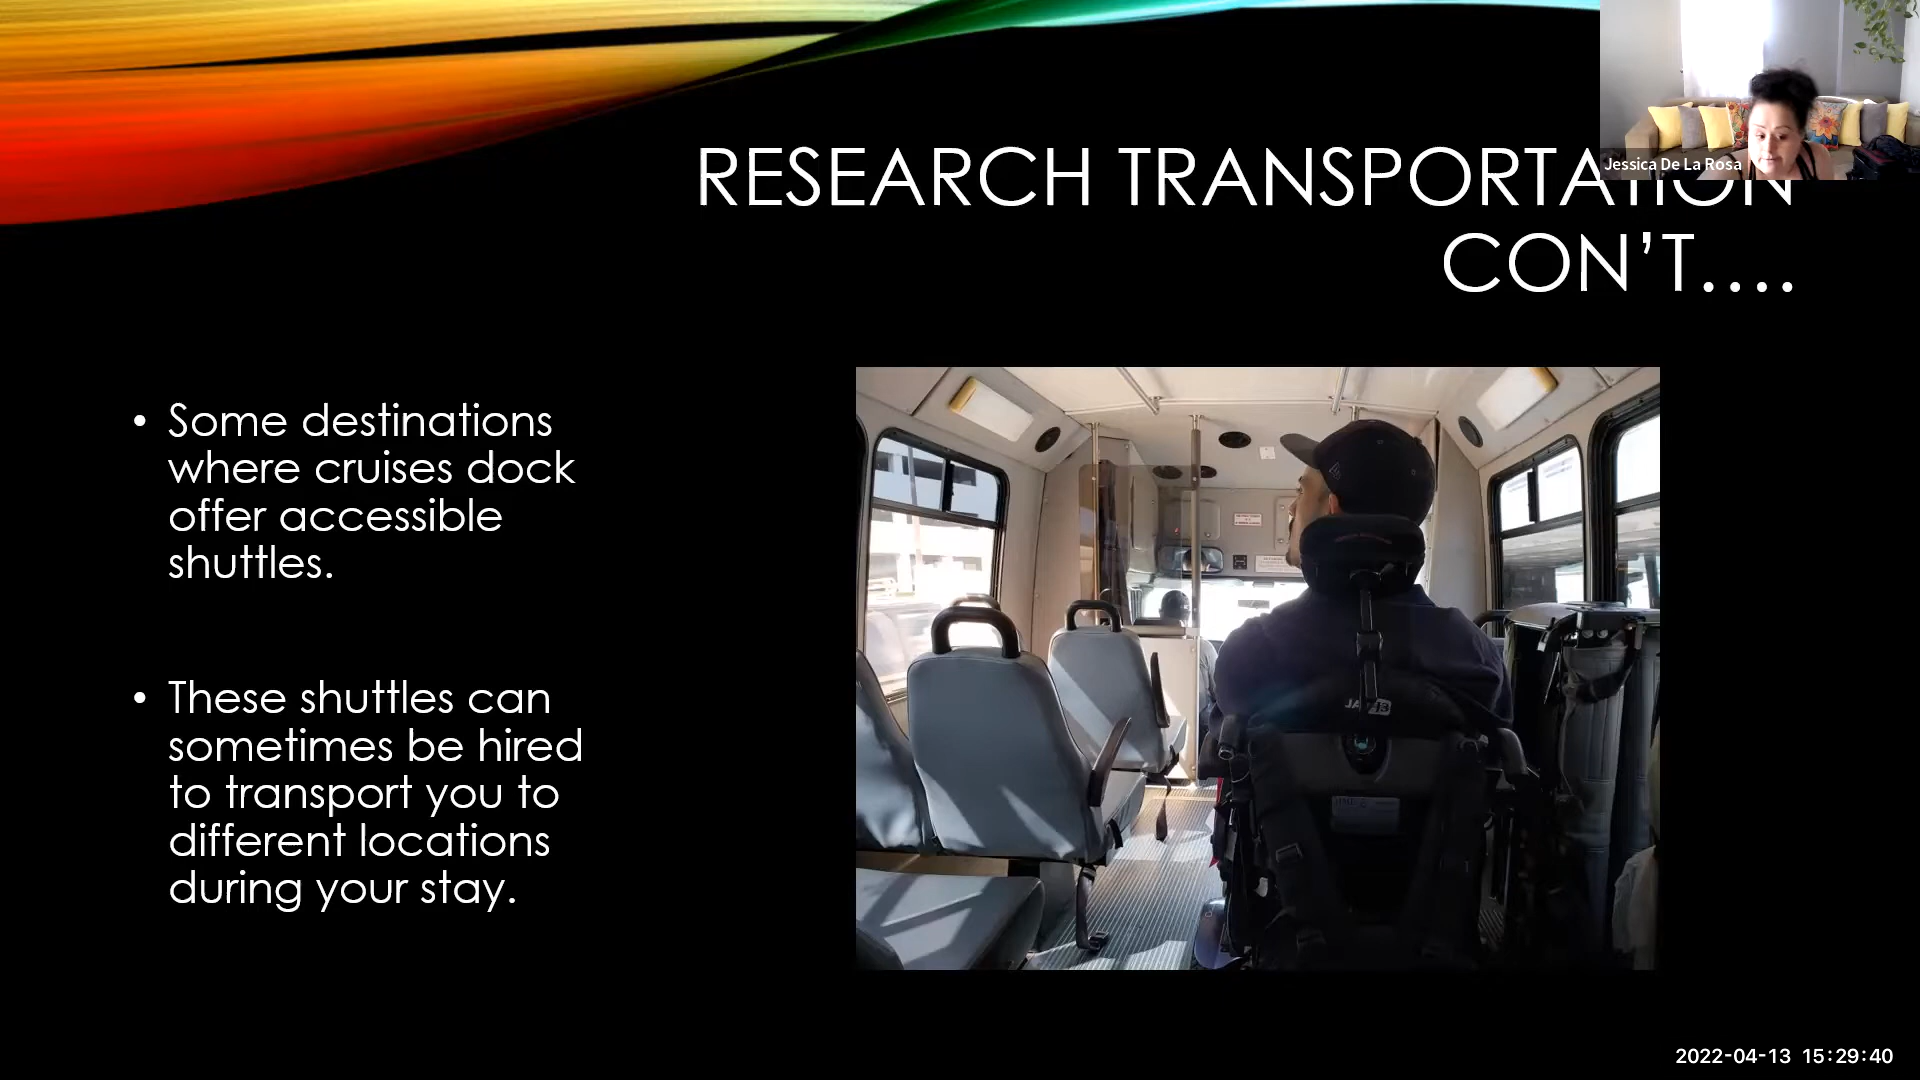 Jessica De La Rosa
RESEARCH TRANSPORTATION
CON’T....
• Some destinations
where cruises dock
offer accessible
shuttles.
• These shuttles can
sometimes be hired
to transport you to
different locations
during your stay.
2022-04-13 15:29:40